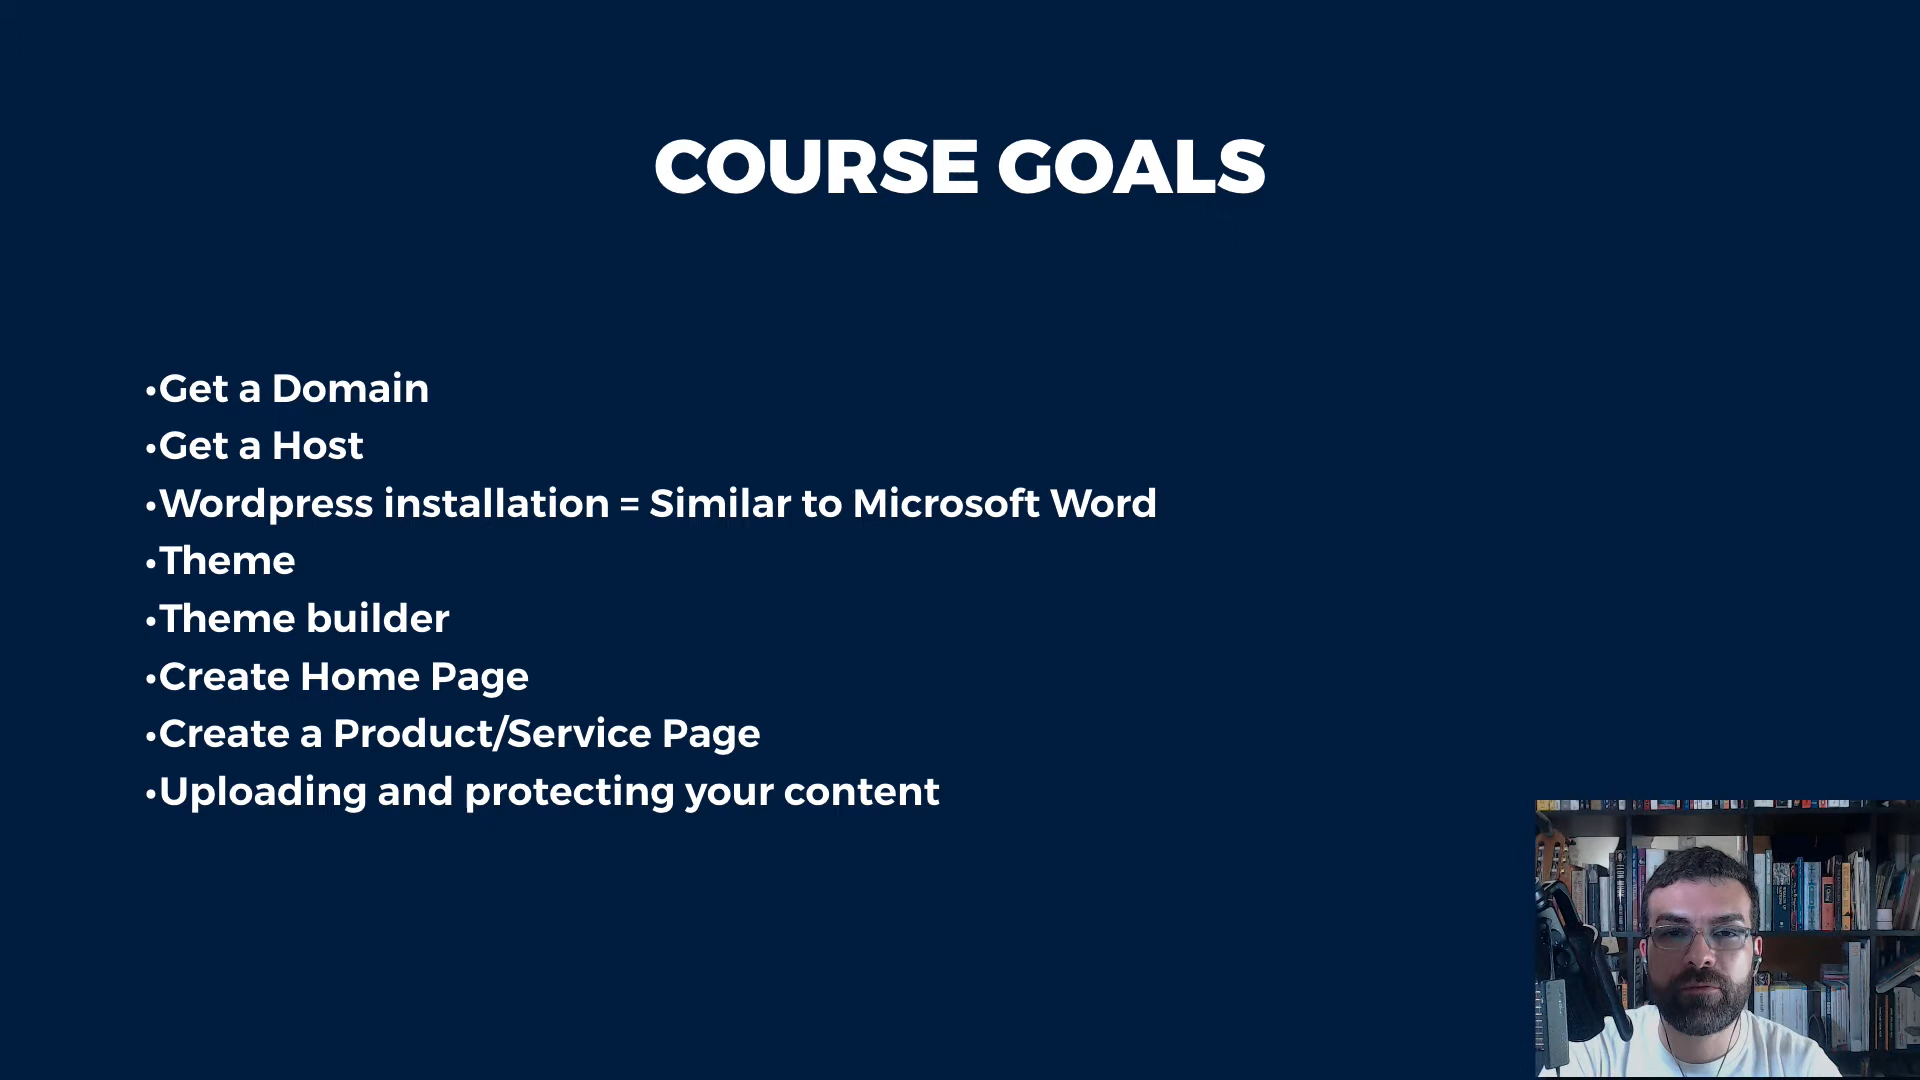 COURSE GOALS
•Get a Domain
•Get a Host
•Wordpress installation = Similar to Microsoft Word
•Theme
•Theme builder
•Create Home Page
•Create a Product/Service Page
•Uploading and protecting your content